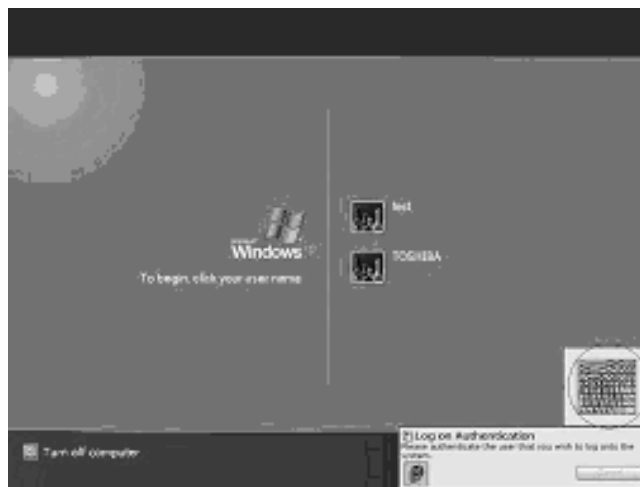 test
Microsoft
Windows xp
TOSHIBA
To begin, click your user name
Turn off computer
Log on Authentication
Please authenticate the user that you wish to log onto the
system.